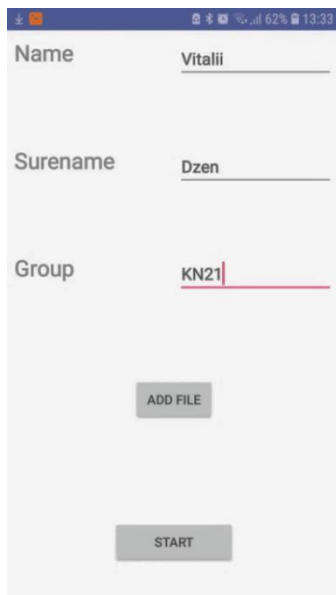 62% 13:33
Name Vitalii
Surename Dzen
Group KN21
ADD FILE
START